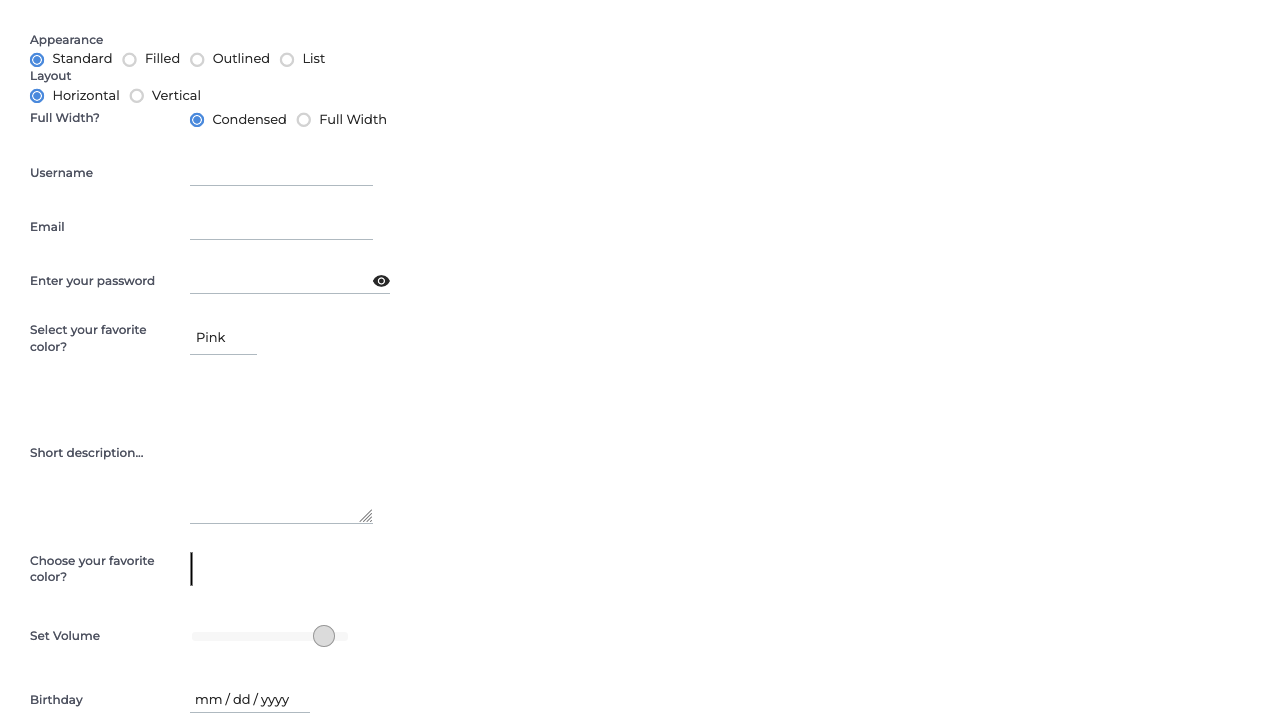 Appearance
Standard Filled Outlined List
Layout
Horizontal Vertical
Full Width? Condensed Full Width
Username
Email
Enter your password
Select your favorite
color?
Pink
Short description...
Choose your favorite
color?
Set Volume
Birthday mm / dd / yyyy